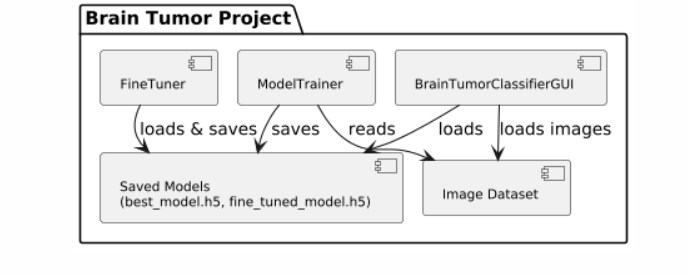 Brain Tumor Project
FineTuner
ModelTrainer
BrainTumorClassifierGUI
loads & saves
saves
reads
loads
loads images
Saved Models
(best_model.h5, fine_tuned_model.h5)
Image Dataset